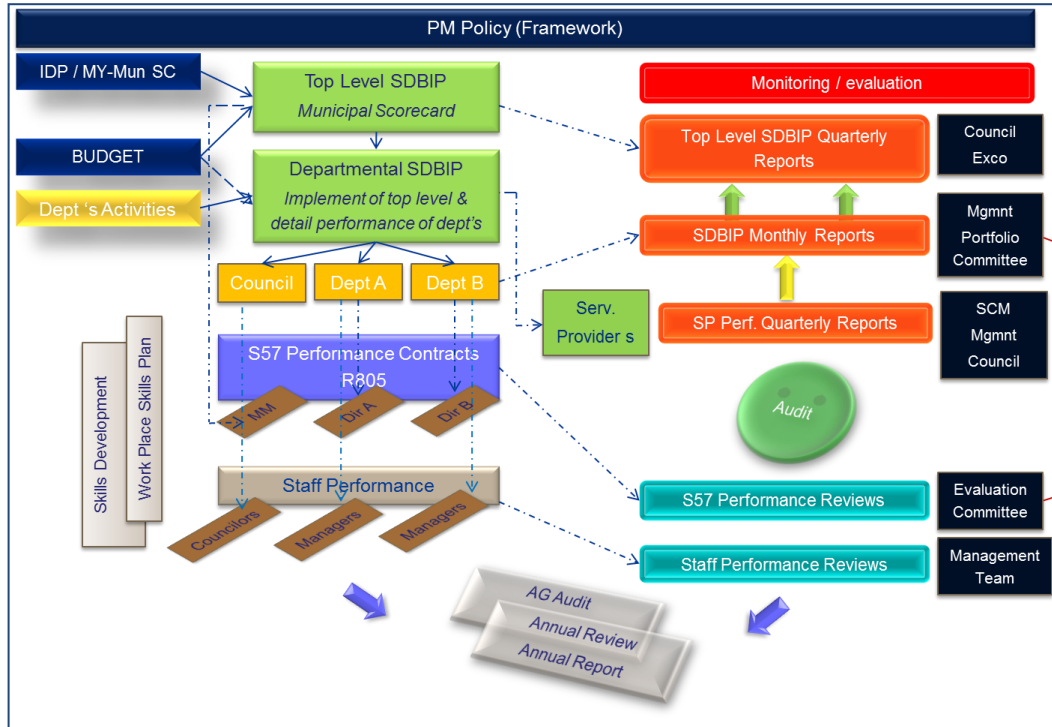 PM Policy (Framework)
IDP / MY-Mun SC
BUDGET
Dept 's Activities
Top Level SDBIP
Municipal Scorecard
Departmental SDBIP
Implement of top level &
detail performance of dept's
Council
Dept A
Dept B
Serv.
Provider s
S57 Performance Contracts
R805
MM
Dir A
Dir B
Skills Development
Work Place Skills Plan
Staff Performance
Councilors
Managers
Managers
Monitoring / evaluation
Top Level SDBIP Quarterly
Reports
Council
Exco
SDBIP Monthly Reports
Mgmnt
Portfolio
Committee
SP Perf. Quarterly Reports
SCM
Mgmnt
Council
Audit
S57 Performance Reviews
Evaluation
Committee
Staff Performance Reviews
Management
Team
AG Audit
Annual Review
Annual Report